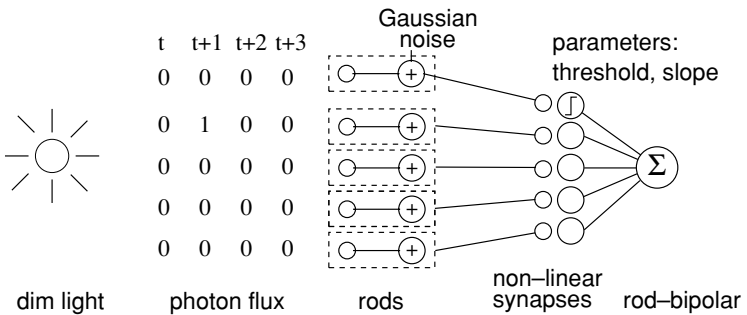 Gaussian
noise
parameters:
threshold, slope
t t+1 t+2 t+3
0 0 0 0
0 1 0 0
0 0 0 0
0 0 0 0
0 0 0 0
+
+
+
+
+
Σ
dim light
photon flux
rods
non–linear
synapses
rod–bipolar